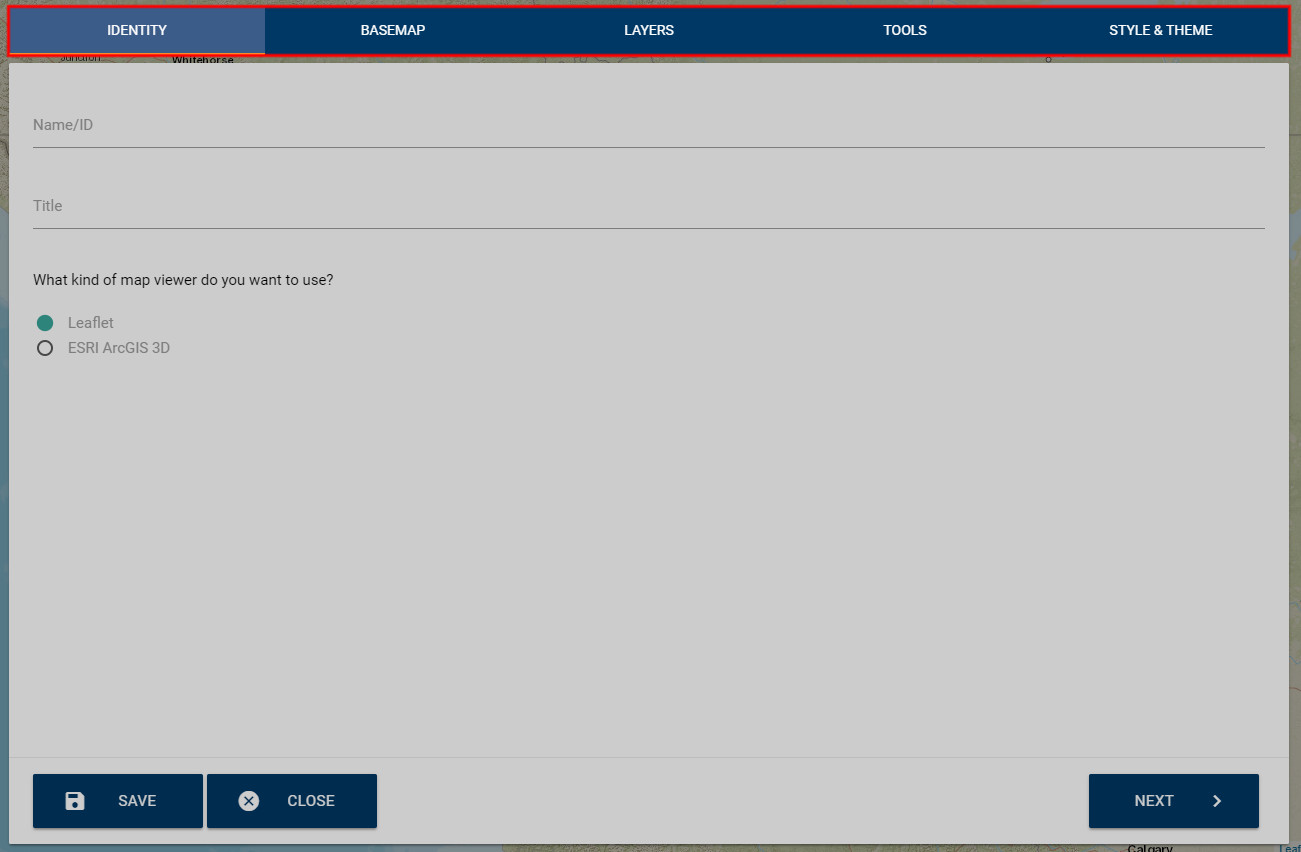 IDENTITY BASEMAP LAYERS TOOLS STYLE & THEME
Whitehorse
Name/ID
Title
What kind of map viewer do you want to use?
Leaflet
ESRI ArcGIS 3D
SAVE CLOSE NEXT
Calgary
Leaf